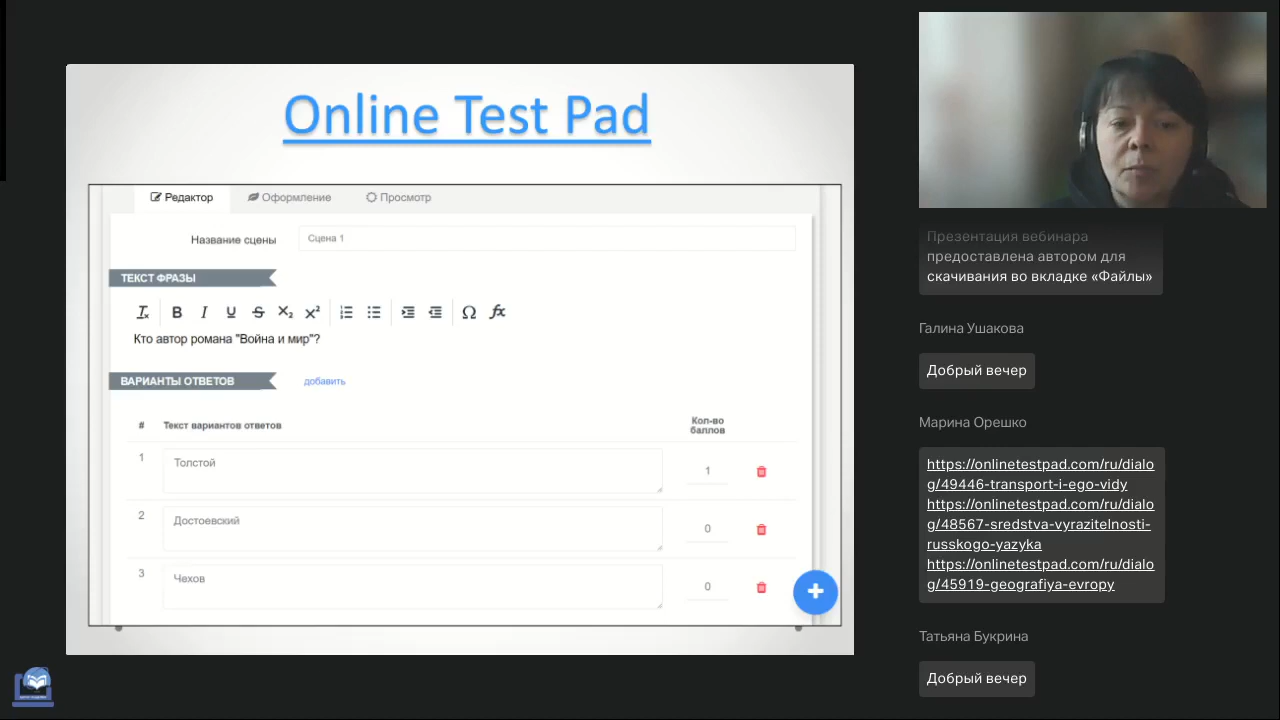 Online Test Pad
Редактор
Оформление
Просмотр
Название сцены
Сцена 1
ТЕКСТ ФРАЗЫ
Кто автор романа "Война и мир"?
ВАРИАНТЫ ОТВЕТОВ
добавить
# Текст вариантов ответов Кол-во
баллов
1 Толстой 1
2 Достоевский 0
3 Чехов 0
Презентация вебинара
предоставлена автором для
скачивания во вкладке «Файлы»
Галина Ушакова
Добрый вечер
Марина Орешко
https://onlinetestpad.com/ru/dialo
g/49446-transport-i-ego-vidy
https://onlinetestpad.com/ru/dialo
g/48567-sredstva-vyrazitelnosti-
russkogo-yazyka
https://onlinetestpad.com/ru/dialo
g/45919-geografiya-evropy
Татьяна Букрина
Добрый вечер